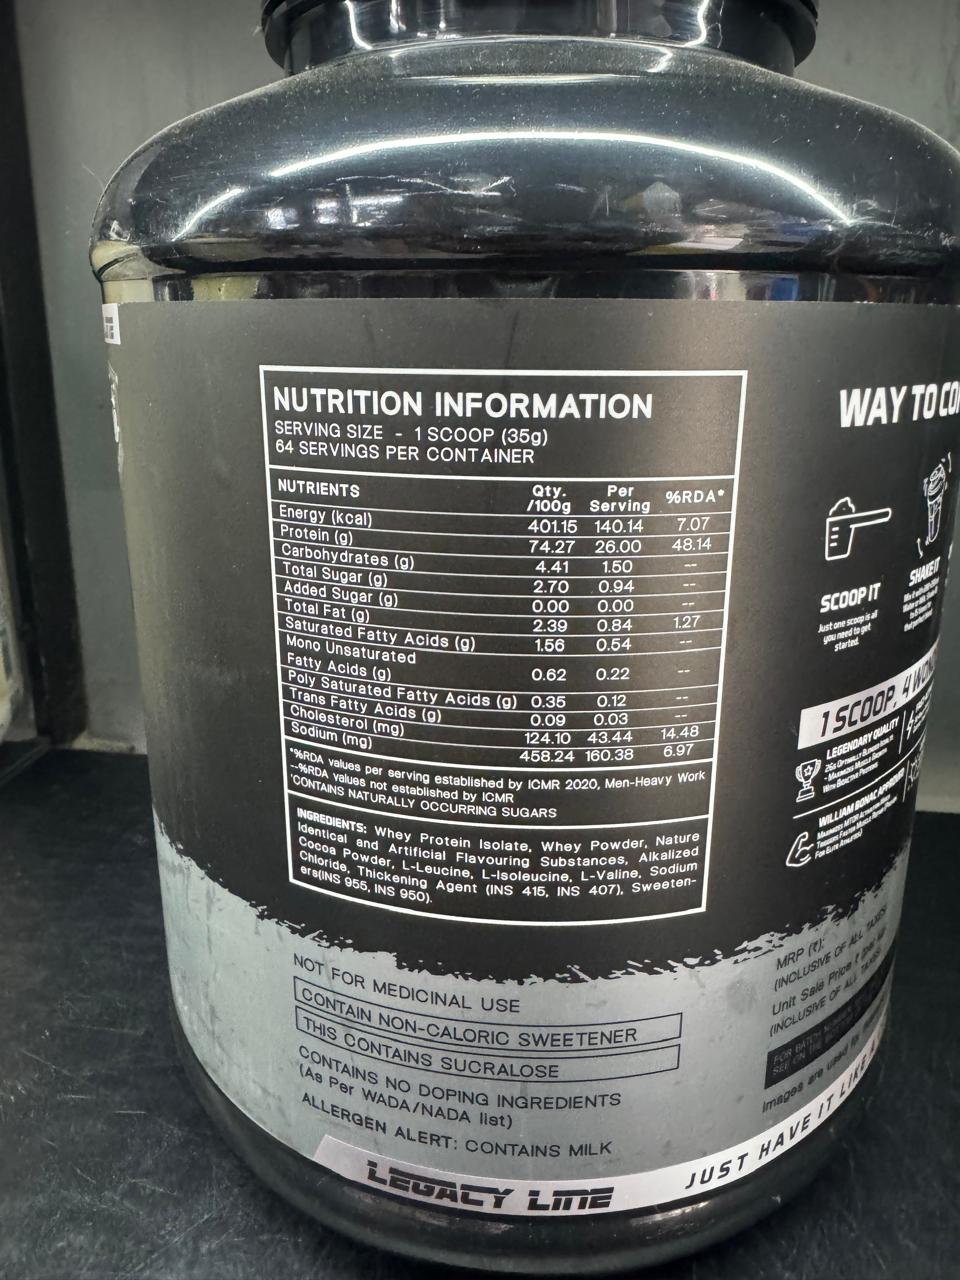 NUTRITION INFORMATION
SERVING SIZE - 1 SCOOP (35g)
64 SERVINGS PER CONTAINER
NUTRIENTS Qty. /100g Per Serving %RDA*
Energy (kcal) 401.15 140.14 7.07
Protein (g) 74.27 26.00 48.14
Carbohydrates (g) 4.41 1.50 --
Total Sugar (g) 2.70 0.94 --
Added Sugar (g) 0.00 0.00 --
Total Fat (g) 2.39 0.84 1.27
Saturated Fatty Acids (g) 1.56 0.54 --
Mono Unsaturated
Fatty Acids (g) 0.62 0.22 --
Poly Saturated Fatty Acids (g) 0.35 0.12 --
Trans Fatty Acids (g) 0.09 0.03 --
Cholesterol (mg) 124.10 43.44 14.48
Sodium (mg) 458.24 160.38 6.97
*%RDA values per serving established by ICMR 2020, Men-Heavy Work
--%RDA values not established by ICMR
*CONTAINS NATURALLY OCCURRING SUGARS
INGREDIENTS: Whey Protein Isolate, Whey Powder, Nature
Identical and Artificial Flavouring Substances, Alkalized
Cocoa Powder, L-Leucine, L-Isoleucine, L-Valine, Sodium
Chloride, Thickening Agent (INS 415, INS 407), Sweeten-
ers(INS 955, INS 950).
NOT FOR MEDICINAL USE
CONTAIN NON-CALORIC SWEETENER
THIS CONTAINS SUCRALOSE
CONTAINS NO DOPING INGREDIENTS
(As Per WADA/NADA list)
ALLERGEN ALERT: CONTAINS MILK
LEGACY LINE
WAY TO
SCOOP IT
Just one scoop is all
you need to get
started.
SHAKE IT
1 SCOOP, 4
LEGENDARY QUALITY
WILLIAM BONAC APPROVED
MRP (₹):
(INCLUSIVE OF ALL TAXES)
Unit Sale Price ₹
(INCLUSIVE OF ALL TAXES)
FOR BATCH
SEE ON THE
Images are used for
JUST HAVE IT LIKE A